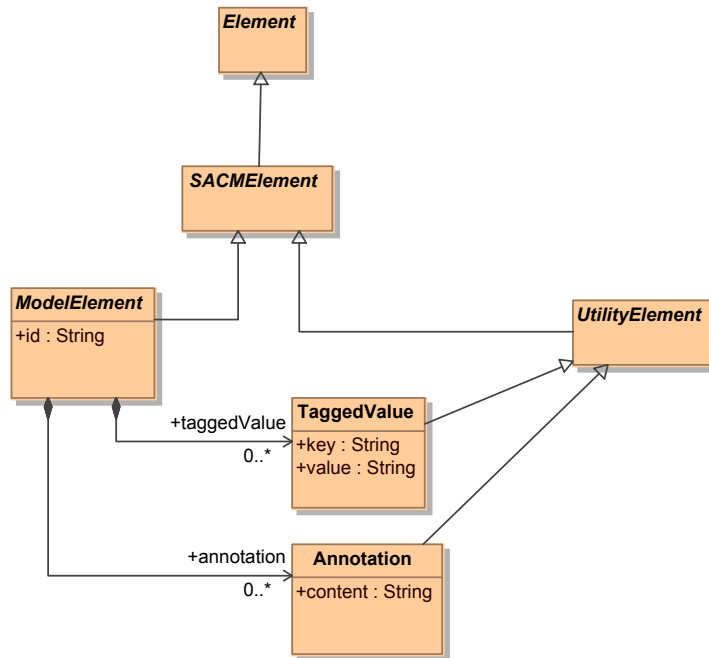 Element
SACMElement
ModelElement
+id : String
UtilityElement
+taggedValue
0..*
TaggedValue
+key : String
+value : String
+annotation
0..*
Annotation
+content : String